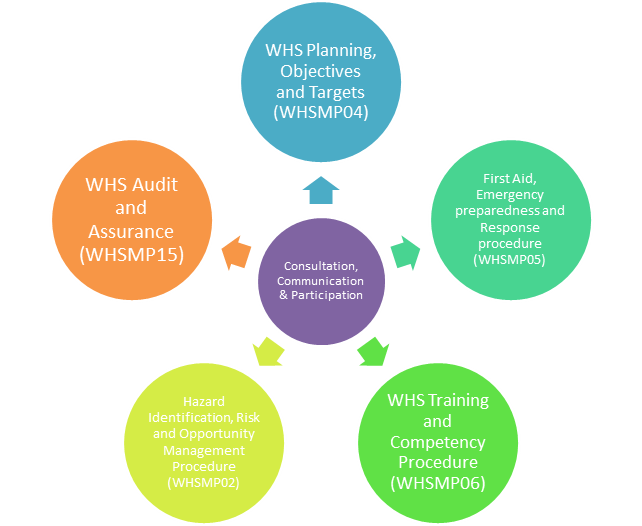 WHS Planning,
Objectives
and Targets
(WHSMP04)
First Aid,
Emergency
preparedness and
Response
procedure
(WHSMP05)
WHS Training
and
Competency
Procedure
(WHSMP06)
Hazard
Identification, Risk
and Opportunity
Management
Procedure
(WHSMP02)
WHS Audit
and
Assurance
(WHSMP15)
Consultation,
Communication
& Participation